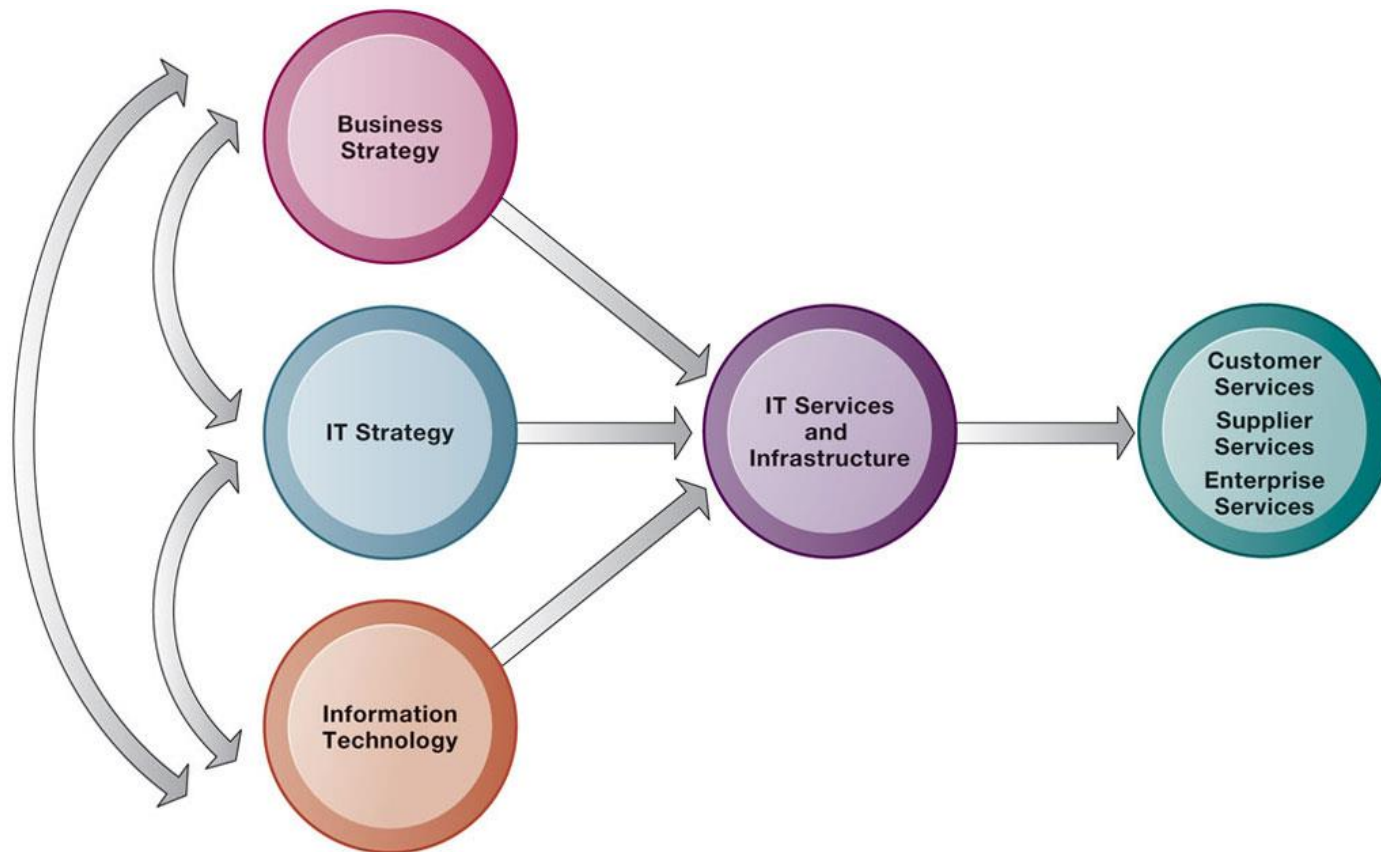 Business
Strategy
IT Strategy
Information
Technology
IT Services
and
Infrastructure
Customer
Services
Supplier
Services
Enterprise
Services